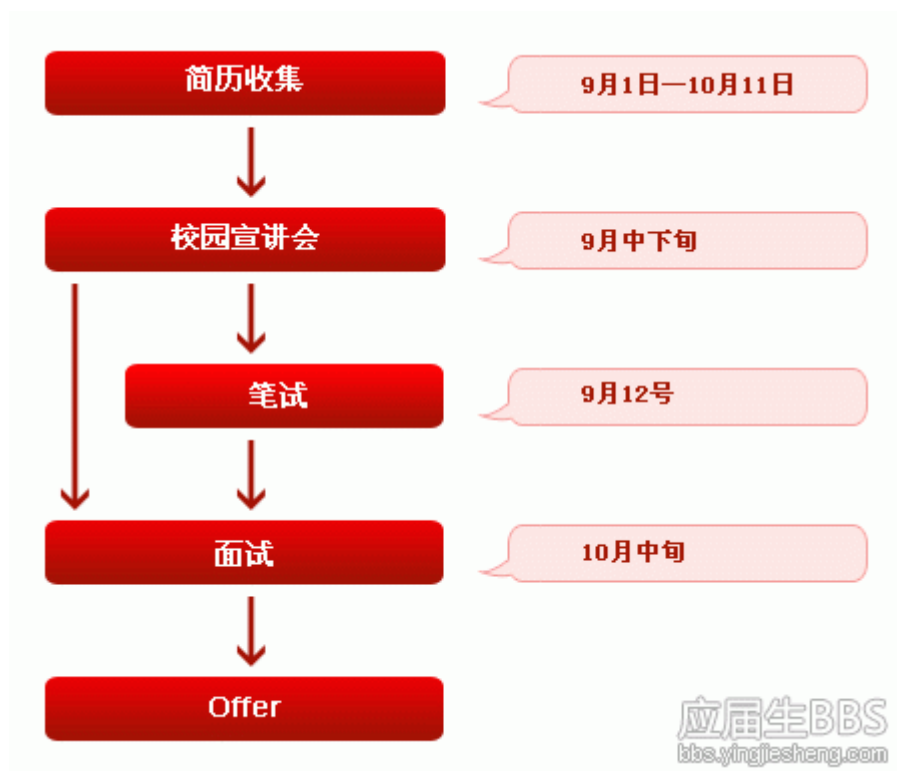 简历收集
9月1日—10月11日
校园宣讲会
9月中下旬
笔试
9月12号
面试
10月中旬
Offer
应届生BBS
bbs.yingjiesheng.com